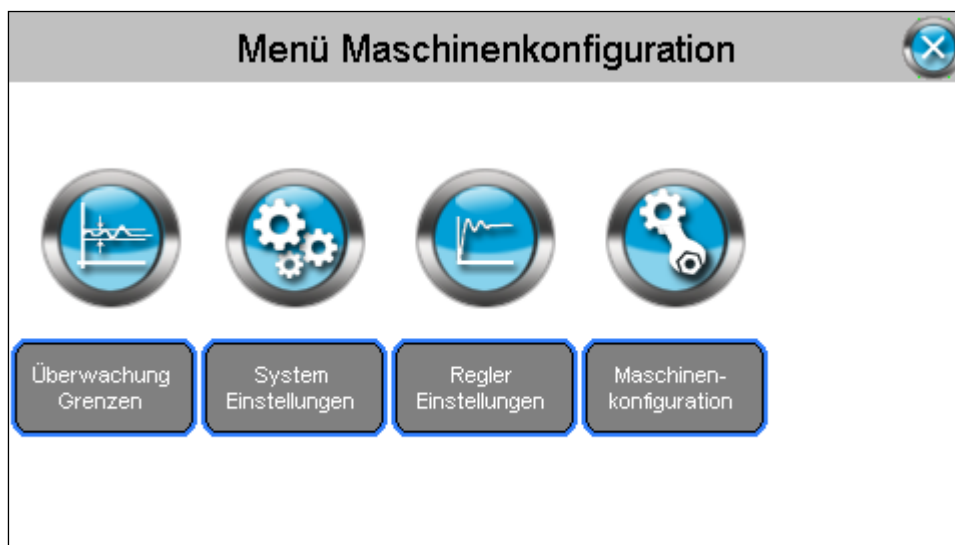 Menü Maschinenkonfiguration
Überwachung
Grenzen
System
Einstellungen
Regler
Einstellungen
Maschinen-
konfiguration